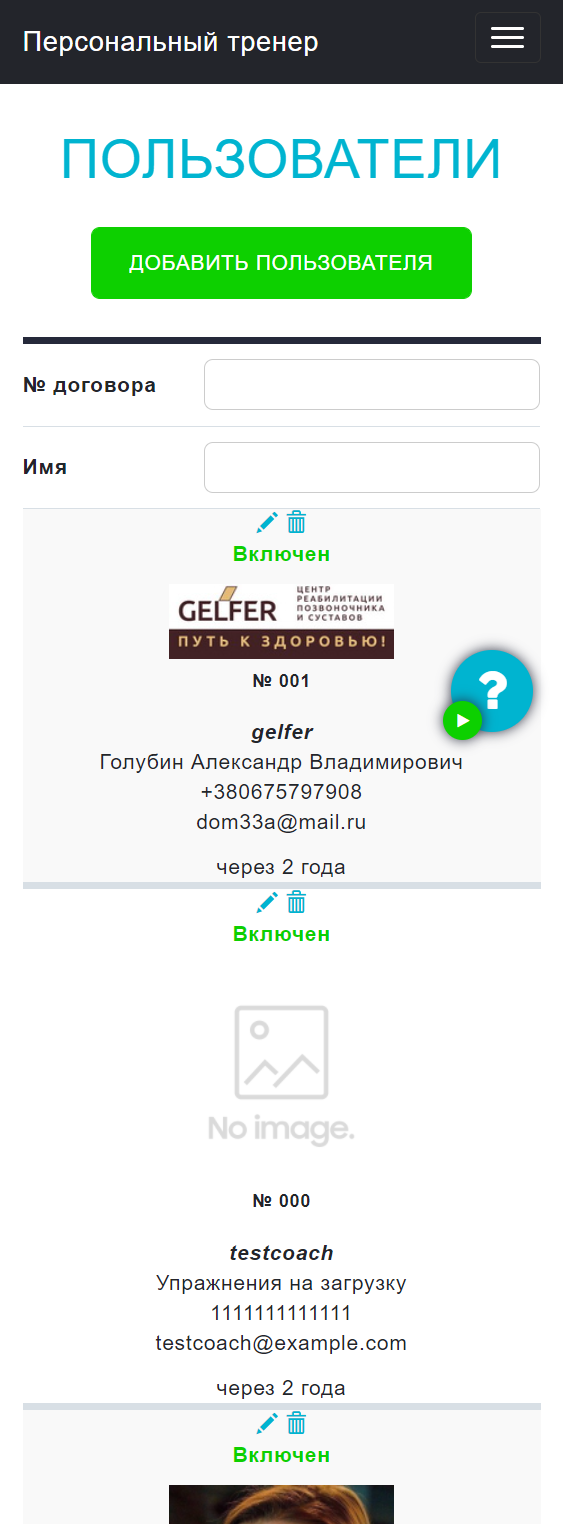 Персональный тренер
ПОЛЬЗОВАТЕЛИ
ДОБАВИТЬ ПОЛЬЗОВАТЕЛЯ
№ договора
Имя
Включен
GELFER
ЦЕНТР
РЕАБИЛИТАЦИИ
ПОЗВОНОЧНИКА
И СУСТАВОВ
ПУТЬ К ЗДОРОВЬЮ!
№ 001
?
gelfer
Голубин Александр Владимирович
+380675797908
dom33a@mail.ru
через 2 года
Включен
No image.
№ 000
testcoach
Упражнения на загрузку
1111111111111
testcoach@example.com
через 2 года
Включен